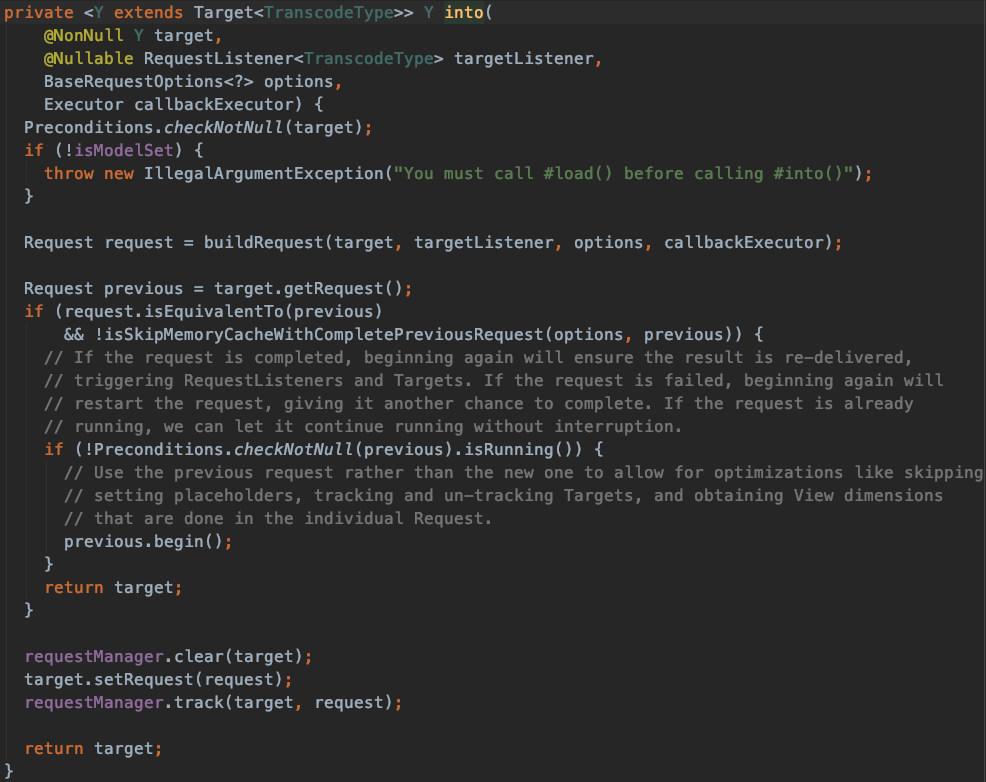 private <Y extends Target<TranscodeType>> Y into(
@NonNull Y target,
@Nullable RequestListener<TranscodeType> targetListener,
BaseRequestOptions<?> options,
Executor callbackExecutor) {
Preconditions.checkNotNull(target);
if (!isModelSet) {
throw new IllegalArgumentException("You must call #load() before calling #into()");
}
Request request = buildRequest(target, targetListener, options, callbackExecutor);
Request previous = target.getRequest();
if (request.isEquivalentTo(previous)
&& !isSkipMemoryCacheWithCompletePreviousRequest(options, previous)) {
// If the request is completed, beginning again will ensure the result is re-delivered,
// triggering RequestListeners and Targets. If the request is failed, beginning again will
// restart the request, giving it another chance to complete. If the request is already
// running, we can let it continue running without interruption.
if (!Preconditions.checkNotNull(previous).isRunning()) {
// Use the previous request rather than the new one to allow for optimizations like skipping
// setting placeholders, tracking and un-tracking Targets, and obtaining View dimensions
// that are done in the individual Request.
previous.begin();
}
return target;
}
requestManager.clear(target);
target.setRequest(request);
requestManager.track(target, request);
return target;
}